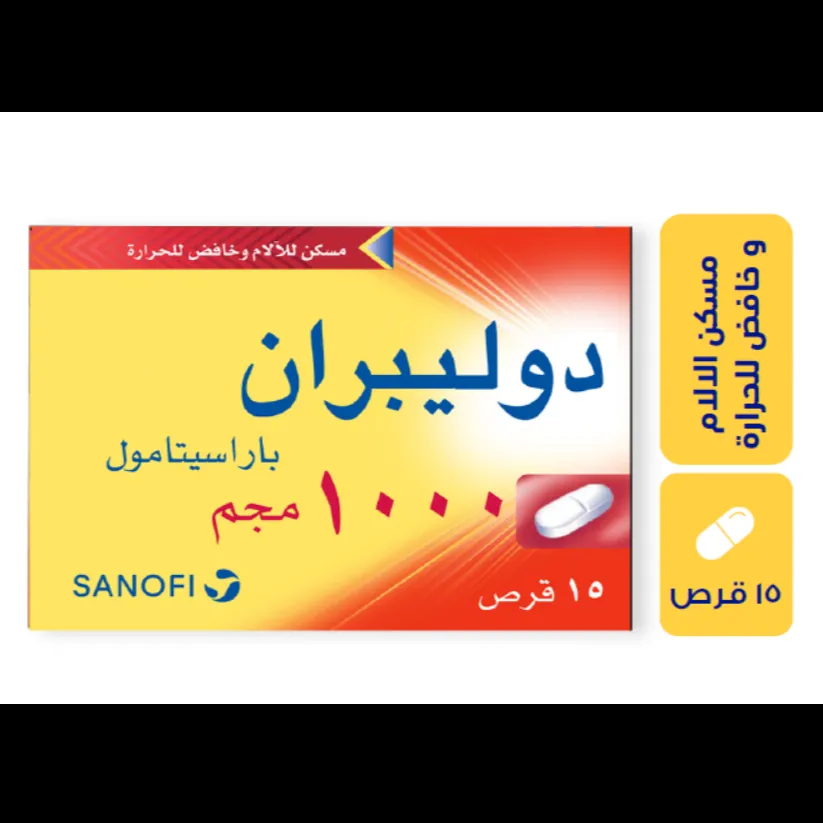 مسكن للآلام وخافض للحرارة
دوليبران
باراسيتامول
١٠٠٠ مجم
١٥ قرص
SANOFI
مسكن الالام
و خافض للحرارة
١٥ قرص